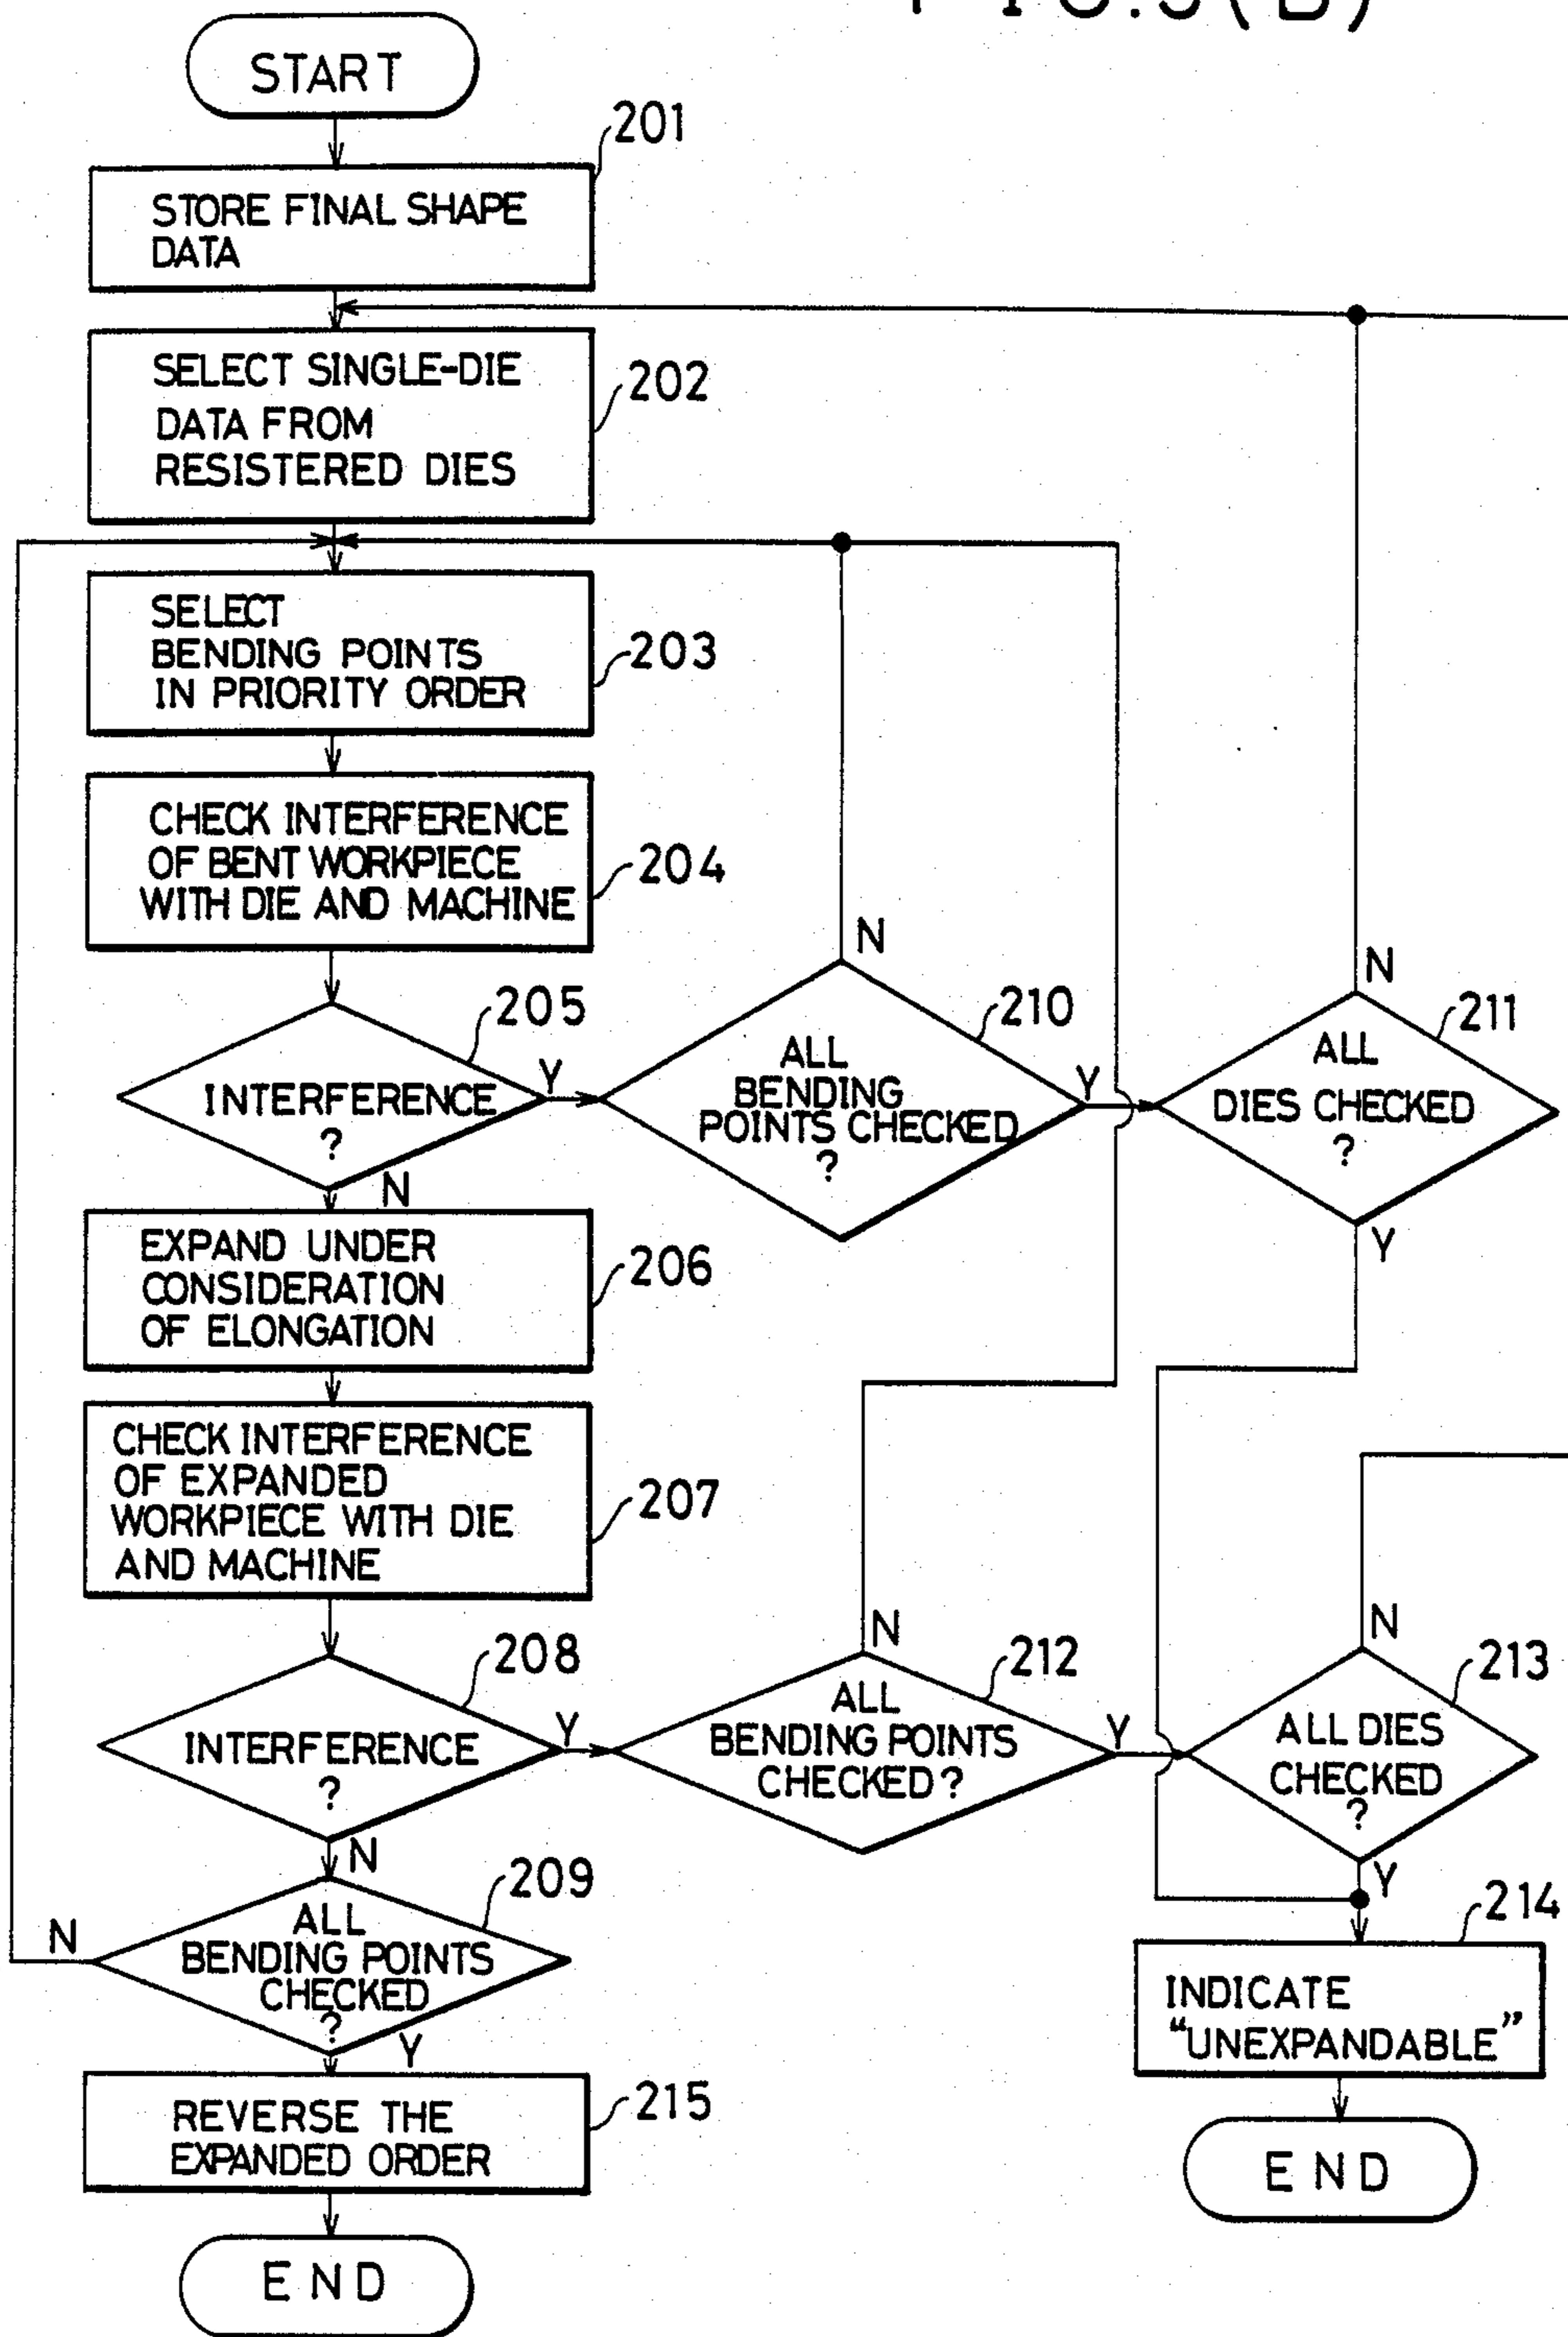 FIG.5(B)
START
201
STORE FINAL SHAPE
DATA
SELECT SINGLE-DIE
DATA FROM
RESISTERED DIES
202
SELECT
BENDING POINTS
IN PRIORITY ORDER
203
CHECK INTERFERENCE
OF BENT WORKPIECE
WITH DIE AND MACHINE
204
205
INTERFERENCE
?
Y
N
210
ALL
BENDING
POINTS CHECKED
?
N
Y
211
ALL
DIES CHECKED
?
N
Y
EXPAND UNDER
CONSIDERATION
OF ELONGATION
206
CHECK INTERFERENCE
OF EXPANDED
WORKPIECE WITH DIE
AND MACHINE
207
208
INTERFERENCE
?
Y
N
212
ALL
BENDING POINTS
CHECKED?
N
Y
213
ALL DIES
CHECKED
?
N
Y
209
ALL
BENDING POINTS
CHECKED
?
N
Y
214
INDICATE
“UNEXPANDABLE”
END
REVERSE THE
EXPANDED ORDER
215
END